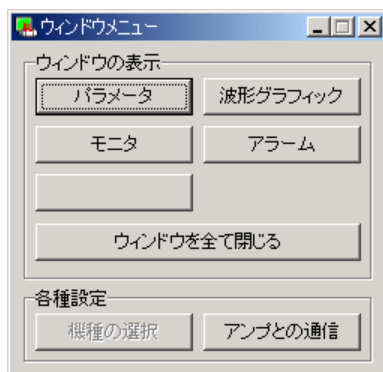 ウィンドウメニュー
ウィンドウの表示
パラメータ 波形グラフィック
モニタ アラーム
ウィンドウを全て閉じる
各種設定
機種の選択 アンプとの通信